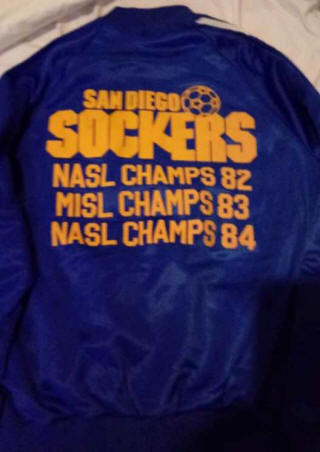 SAN DIEGO
SOCKERS
NASL CHAMPS 82
MISL CHAMPS 83
NASL CHAMPS 84